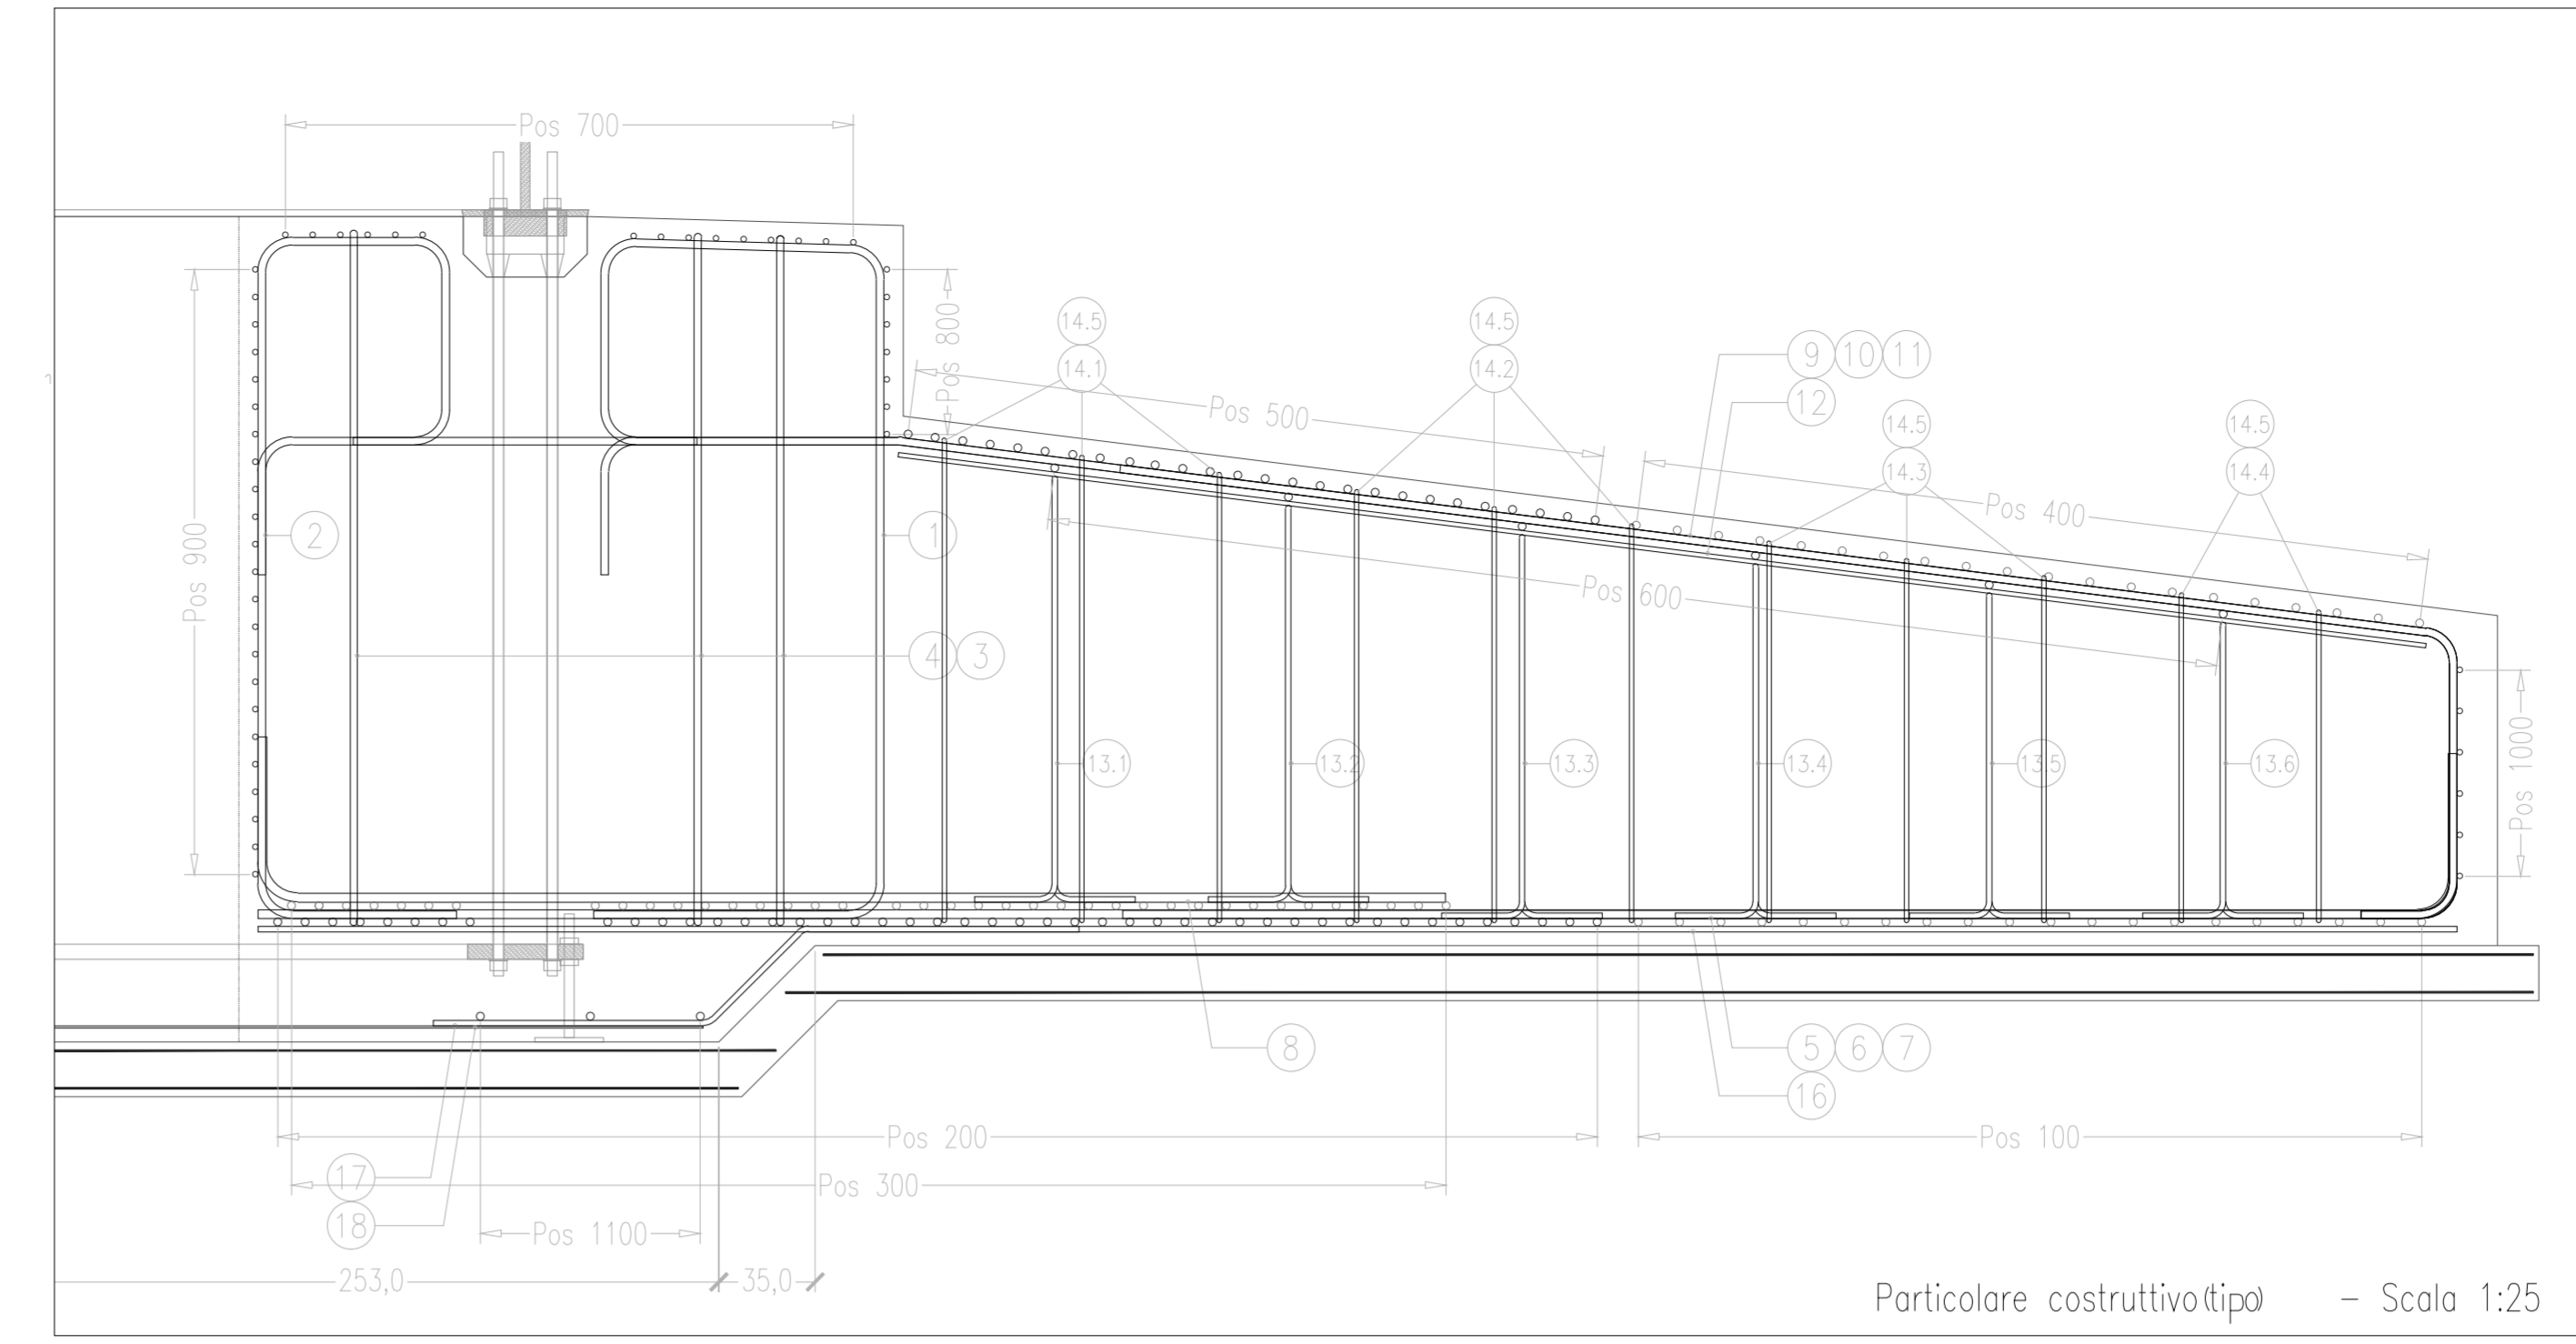 Pos 700
Pos 900
Pos 800
14.5
14.1
14.5
14.2
9 10 11
12
14.5
14.3
14.5
14.4
Pos 500
Pos 400
Pos 600
2
1
4 3
13.1
13.2
13.3
13.4
13.5
13.6
Pos 1000
8
5 6 7
16
Pos 200
Pos 100
17
Pos 300
18
Pos 1100
253,0
35,0
Particolare costruttivo(tipo) - Scala 1:25